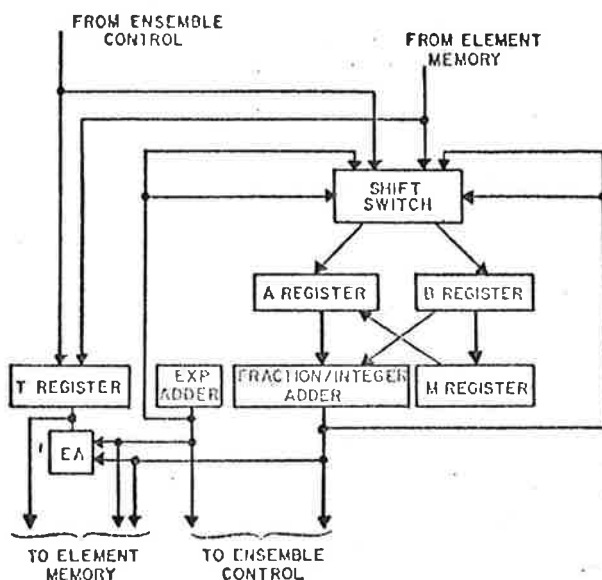 FROM ENSEMBLE
CONTROL
FROM ELEMENT
MEMORY
SHIFT
SWITCH
A REGISTER
B REGISTER
T REGISTER
EXP
ADDER
FRACTION/INTEGER
ADDER
M REGISTER
EA
TO ELEMENT
MEMORY
TO ENSEMBLE
CONTROL